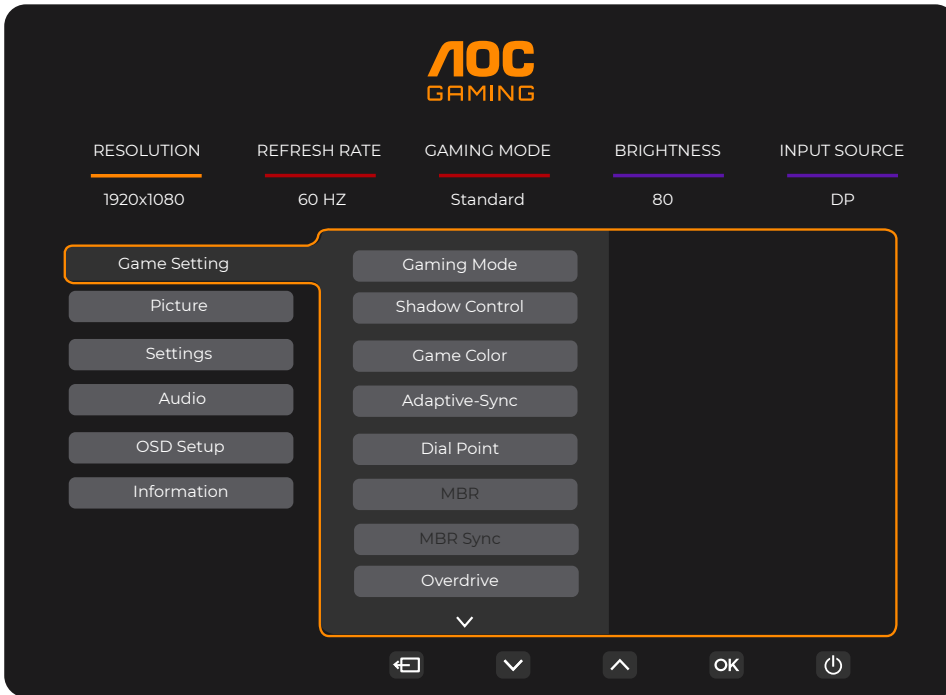 AOC
GAMING
RESOLUTION REFRESH RATE GAMING MODE BRIGHTNESS INPUT SOURCE
1920x1080 60 HZ Standard 80 DP
Game Setting
Picture
Settings
Audio
OSD Setup
Information
Gaming Mode
Shadow Control
Game Color
Adaptive-Sync
Dial Point
MBR
MBR Sync
Overdrive
OK